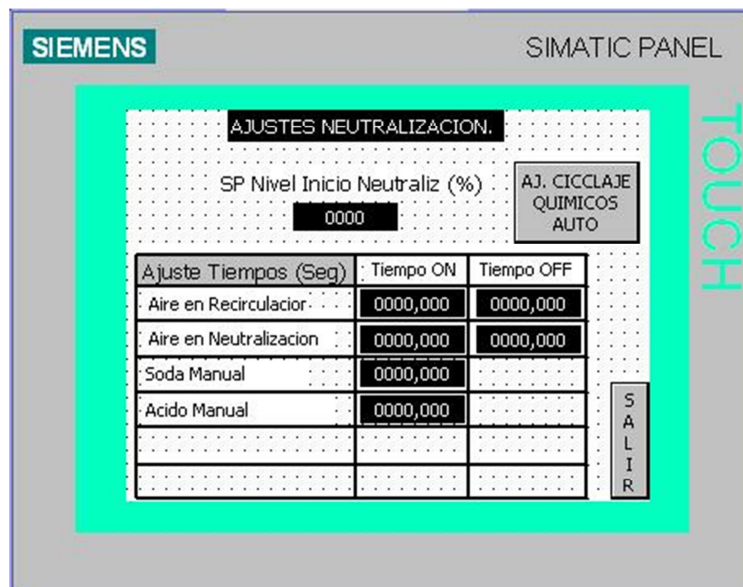 SIEMENS
SIMATIC PANEL
TOUCH
AJUSTES NEUTRALIZACION.
SP Nivel Inicio Neutraliz (%)
0000
AJ. CICCLAJE
QUIMICOS
AUTO
Ajuste Tiempos (Seg) Tiempo ON Tiempo OFF
Aire en Recirculacior 0000,000 0000,000
Aire en Neutralizacion 0000,000 0000,000
Soda Manual 0000,000
Acido Manual 0000,000
SALIR